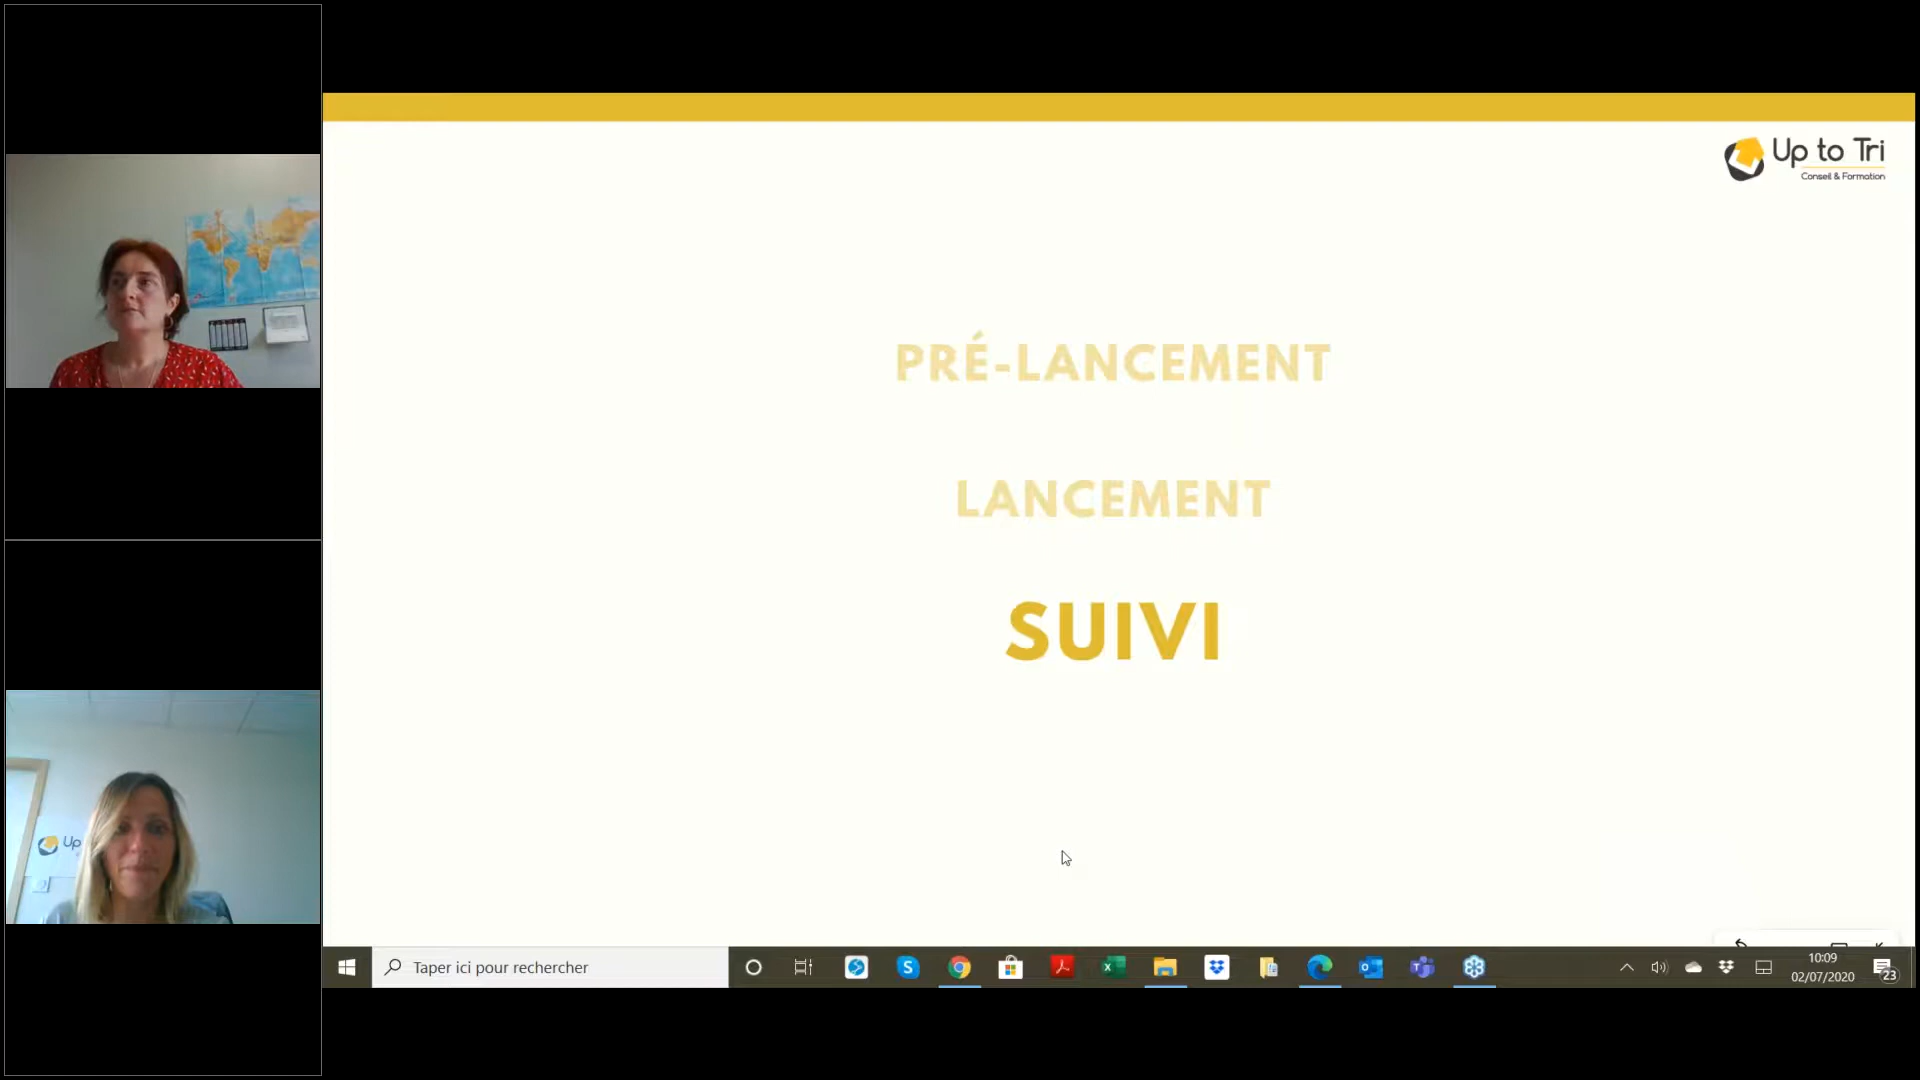 Up to Tri
Conseil & Formation
PRÉ-LANCEMENT
LANCEMENT
SUIVI
Up
Taper ici pour rechercher
10:09
02/07/2020
23